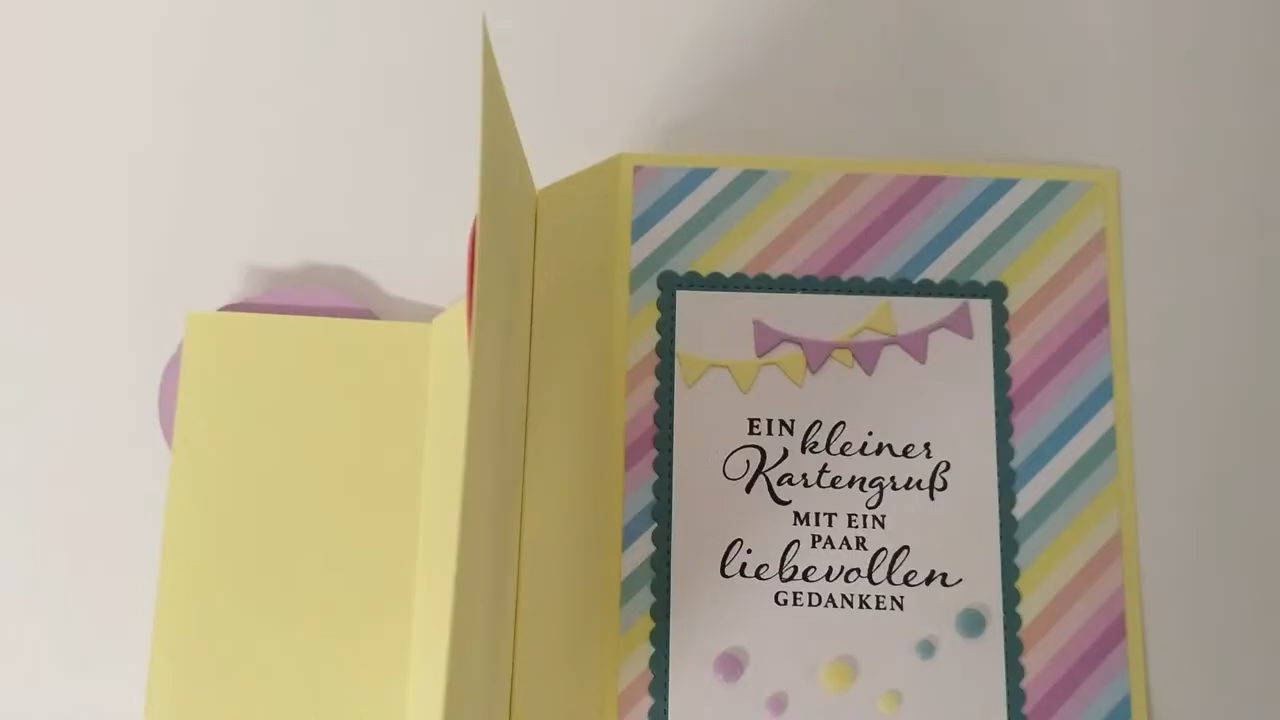 EIN kleiner
Kartengruß
MIT EIN
PAAR
liebevollen
GEDANKEN